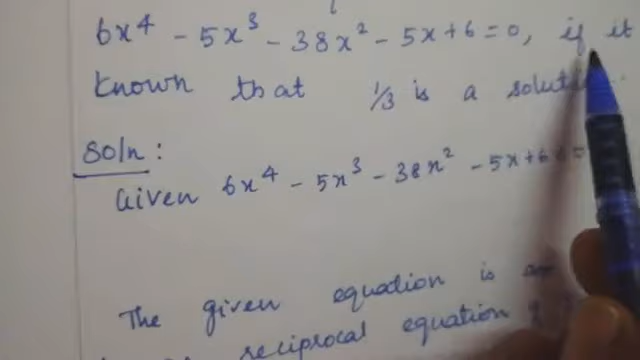 6x⁴ - 5x³ - 38x² - 5x + 6 = 0, if it
known that 1/3 is a
Soln :
Given 6x⁴ - 5x³ - 38x² - 5x + 6
The given equation is
reciprocal equation